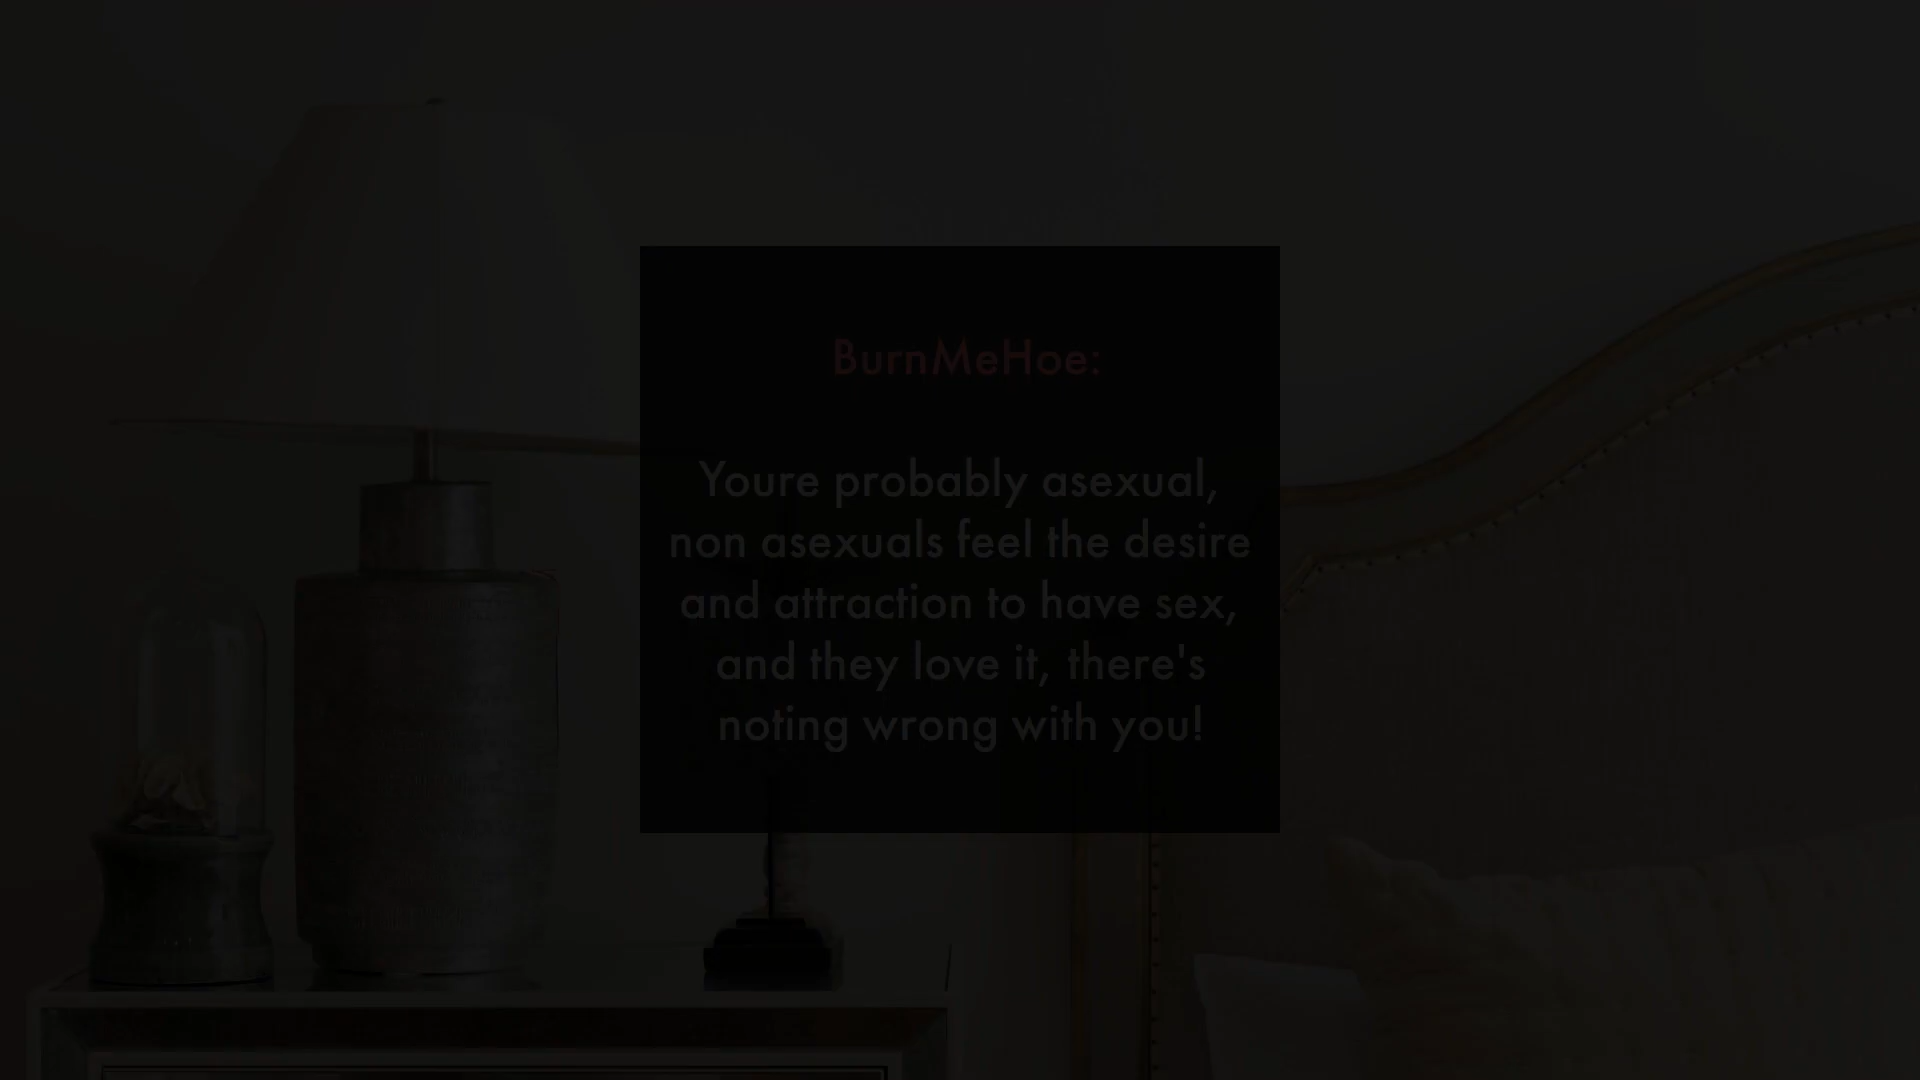 BurnMeHoe:
Youre probably asexual,
non asexuals feel the desire
and attraction to have sex,
and they love it, there's
noting wrong with you!